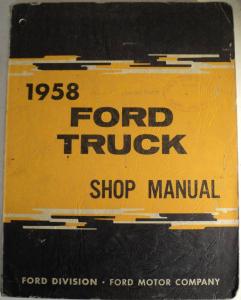 1958
FORD
TRUCK
SHOP MANUAL
FORD DIVISION · FORD MOTOR COMPANY